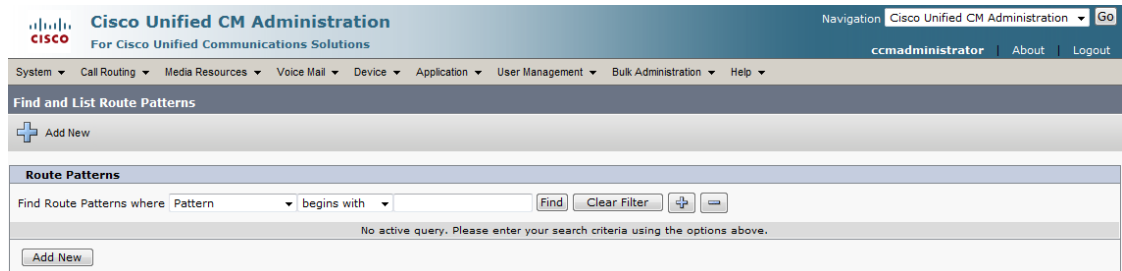 Cisco Unified CM Administration
Navigation Cisco Unified CM Administration Go
CISCO
For Cisco Unified Communications Solutions
ccmadministrator | About | Logout
System Call Routing Media Resources Voice Mail Device Application User Management Bulk Administration Help
Find and List Route Patterns
Add New
Route Patterns
Find Route Patterns where Pattern begins with Find Clear Filter
No active query. Please enter your search criteria using the options above.
Add New